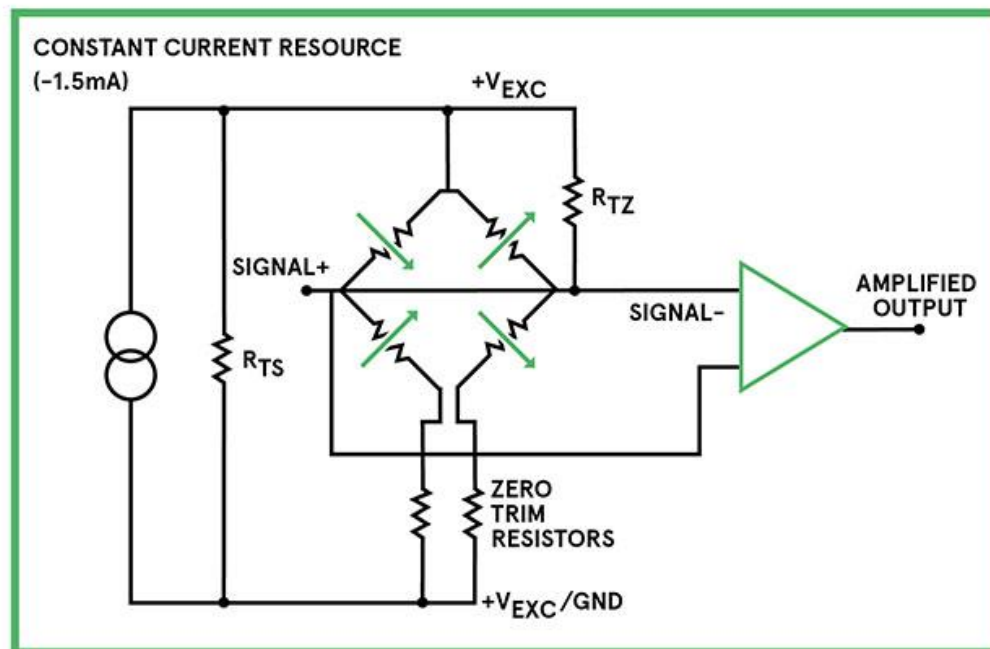 CONSTANT CURRENT RESOURCE
(-1.5mA)
+VEXC
RTZ
SIGNAL+
SIGNAL-
AMPLIFIED
OUTPUT
RTS
ZERO
TRIM
RESISTORS
+VEXC/GND